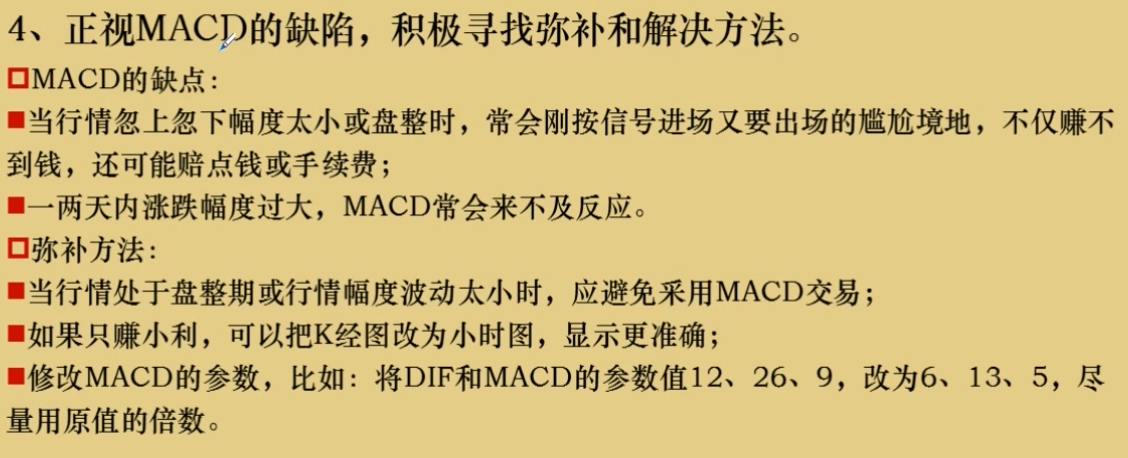 4、正视MACD的缺陷，积极寻找弥补和解决方法。
MACD的缺点：
当行情忽上忽下幅度太小或盘整时，常会刚按信号进场又要出场的尴尬境地，不仅赚不
到钱，还可能赔点钱或手续费；
一两天内涨跌幅度过大，MACD常会来不及反应。
弥补方法：
当行情处于盘整期或行情幅度波动太小时，应避免采用MACD交易；
如果只赚小利，可以把K经图改为小时图，显示更准确；
修改MACD的参数，比如：将DIF和MACD的参数值12、26、9，改为6、13、5，尽
量用原值的倍数。